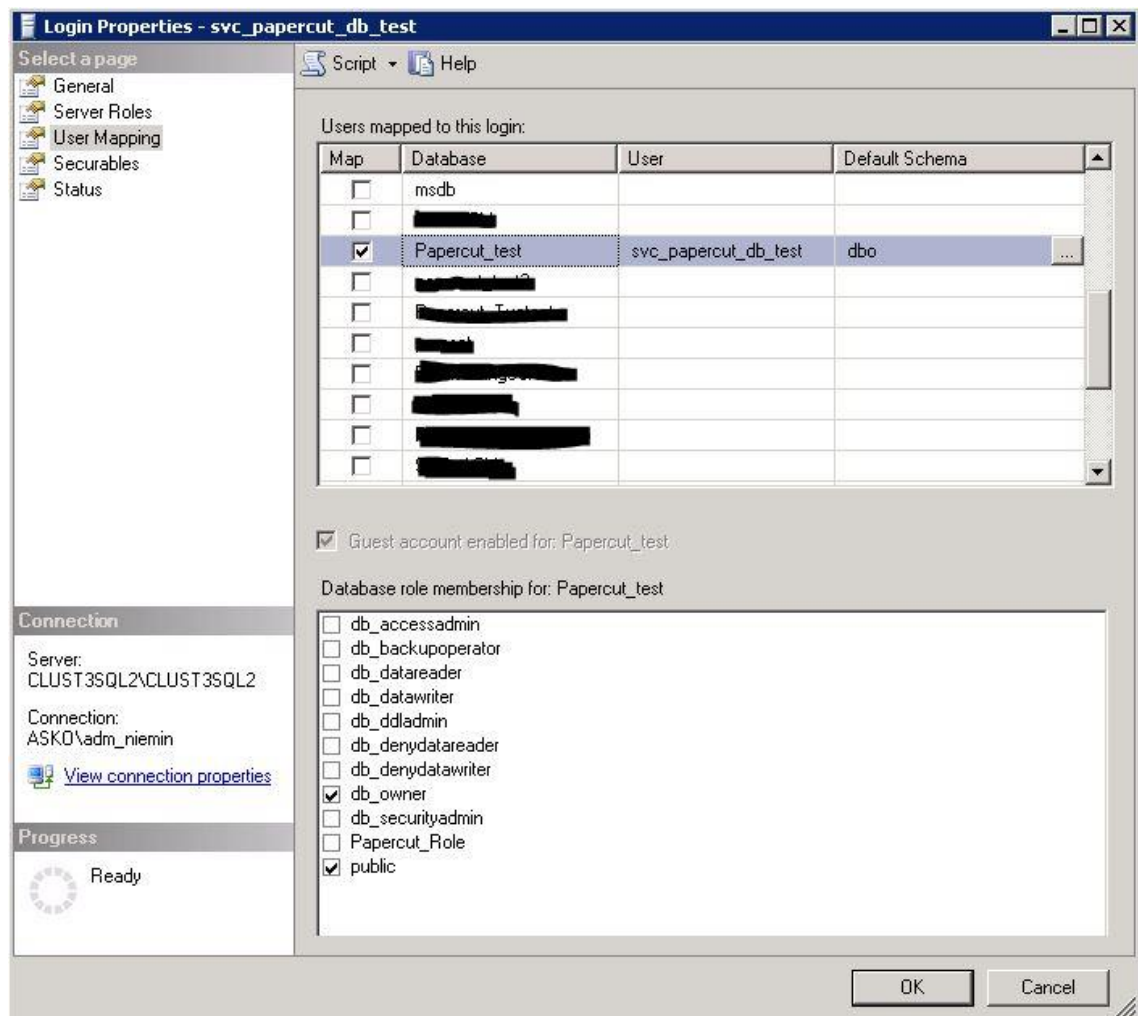 Login Properties - svc_papercut_db_test
Select a page
General
Server Roles
User Mapping
Securables
Status
Script
Help
Users mapped to this login:
Map Database User Default Schema
msdb
Papercut_test svc_papercut_db_test dbo ...
Guest account enabled for: Papercut_test
Database role membership for: Papercut_test
db_accessadmin
db_backupoperator
db_datareader
db_datawriter
db_ddladmin
db_denydatareader
db_denydatawriter
db_owner
db_securityadmin
Papercut_Role
public
Connection
Server:
CLUST3SQL2\CLUST3SQL2
Connection:
ASKO\adm_niemin
View connection properties
Progress
Ready
OK Cancel